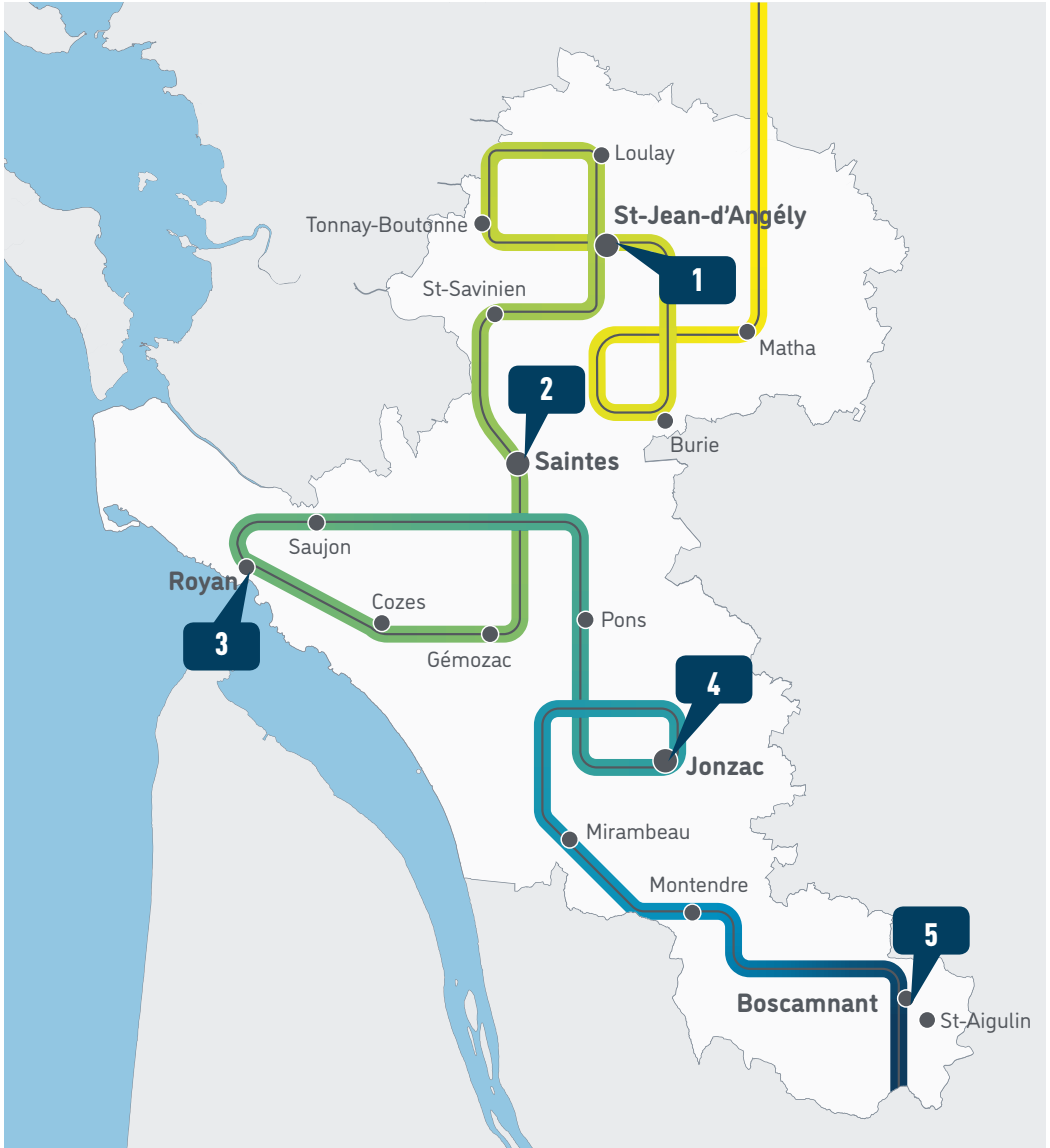 Loulay
St-Jean-d'Angély
Tonnay-Boutonne
1
St-Savinien
Matha
2
Burie
Saintes
Saujon
Royan
Cozes
Pons
3
Gémozac
4
Jonzac
Mirambeau
Montendre
5
Boscamnant
St-Aigulin